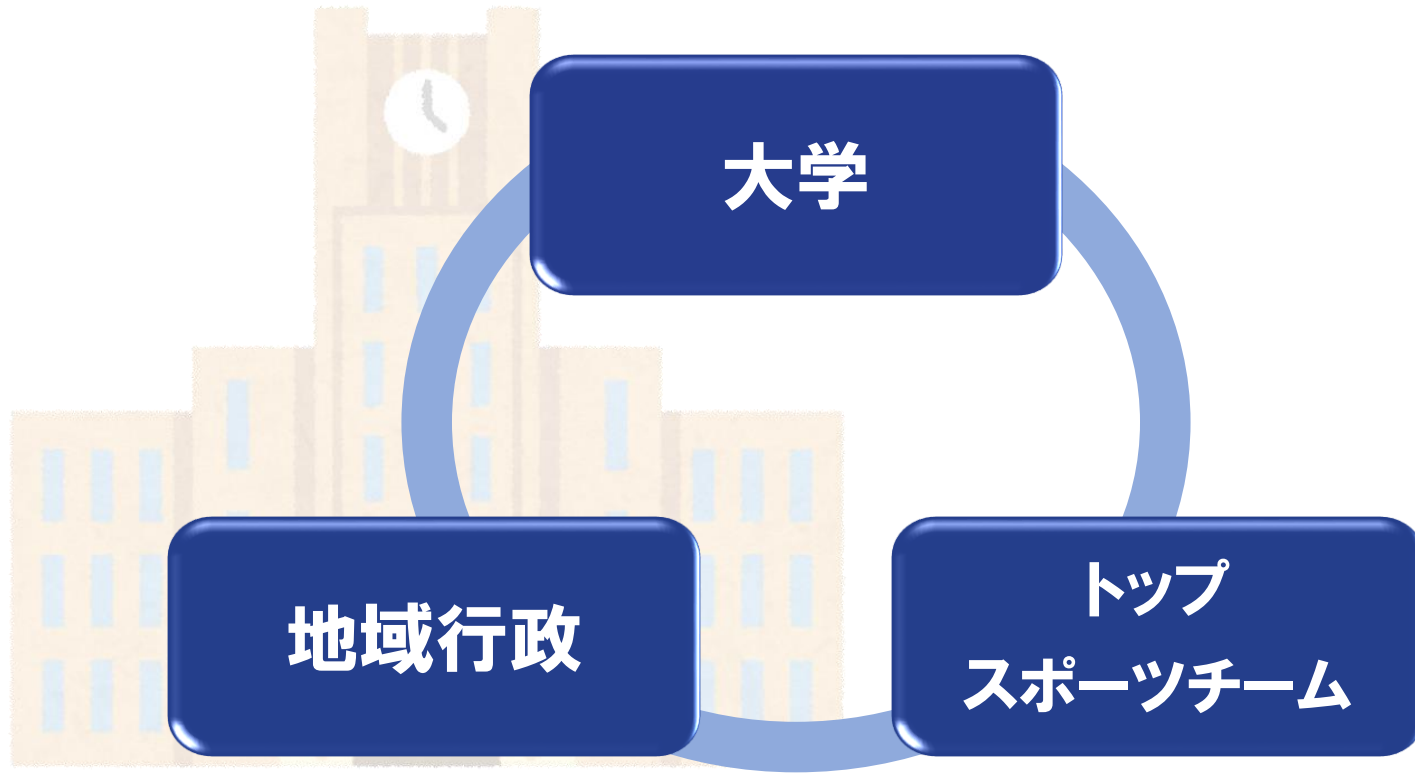 大学
地域行政
トップ
スポーツチーム